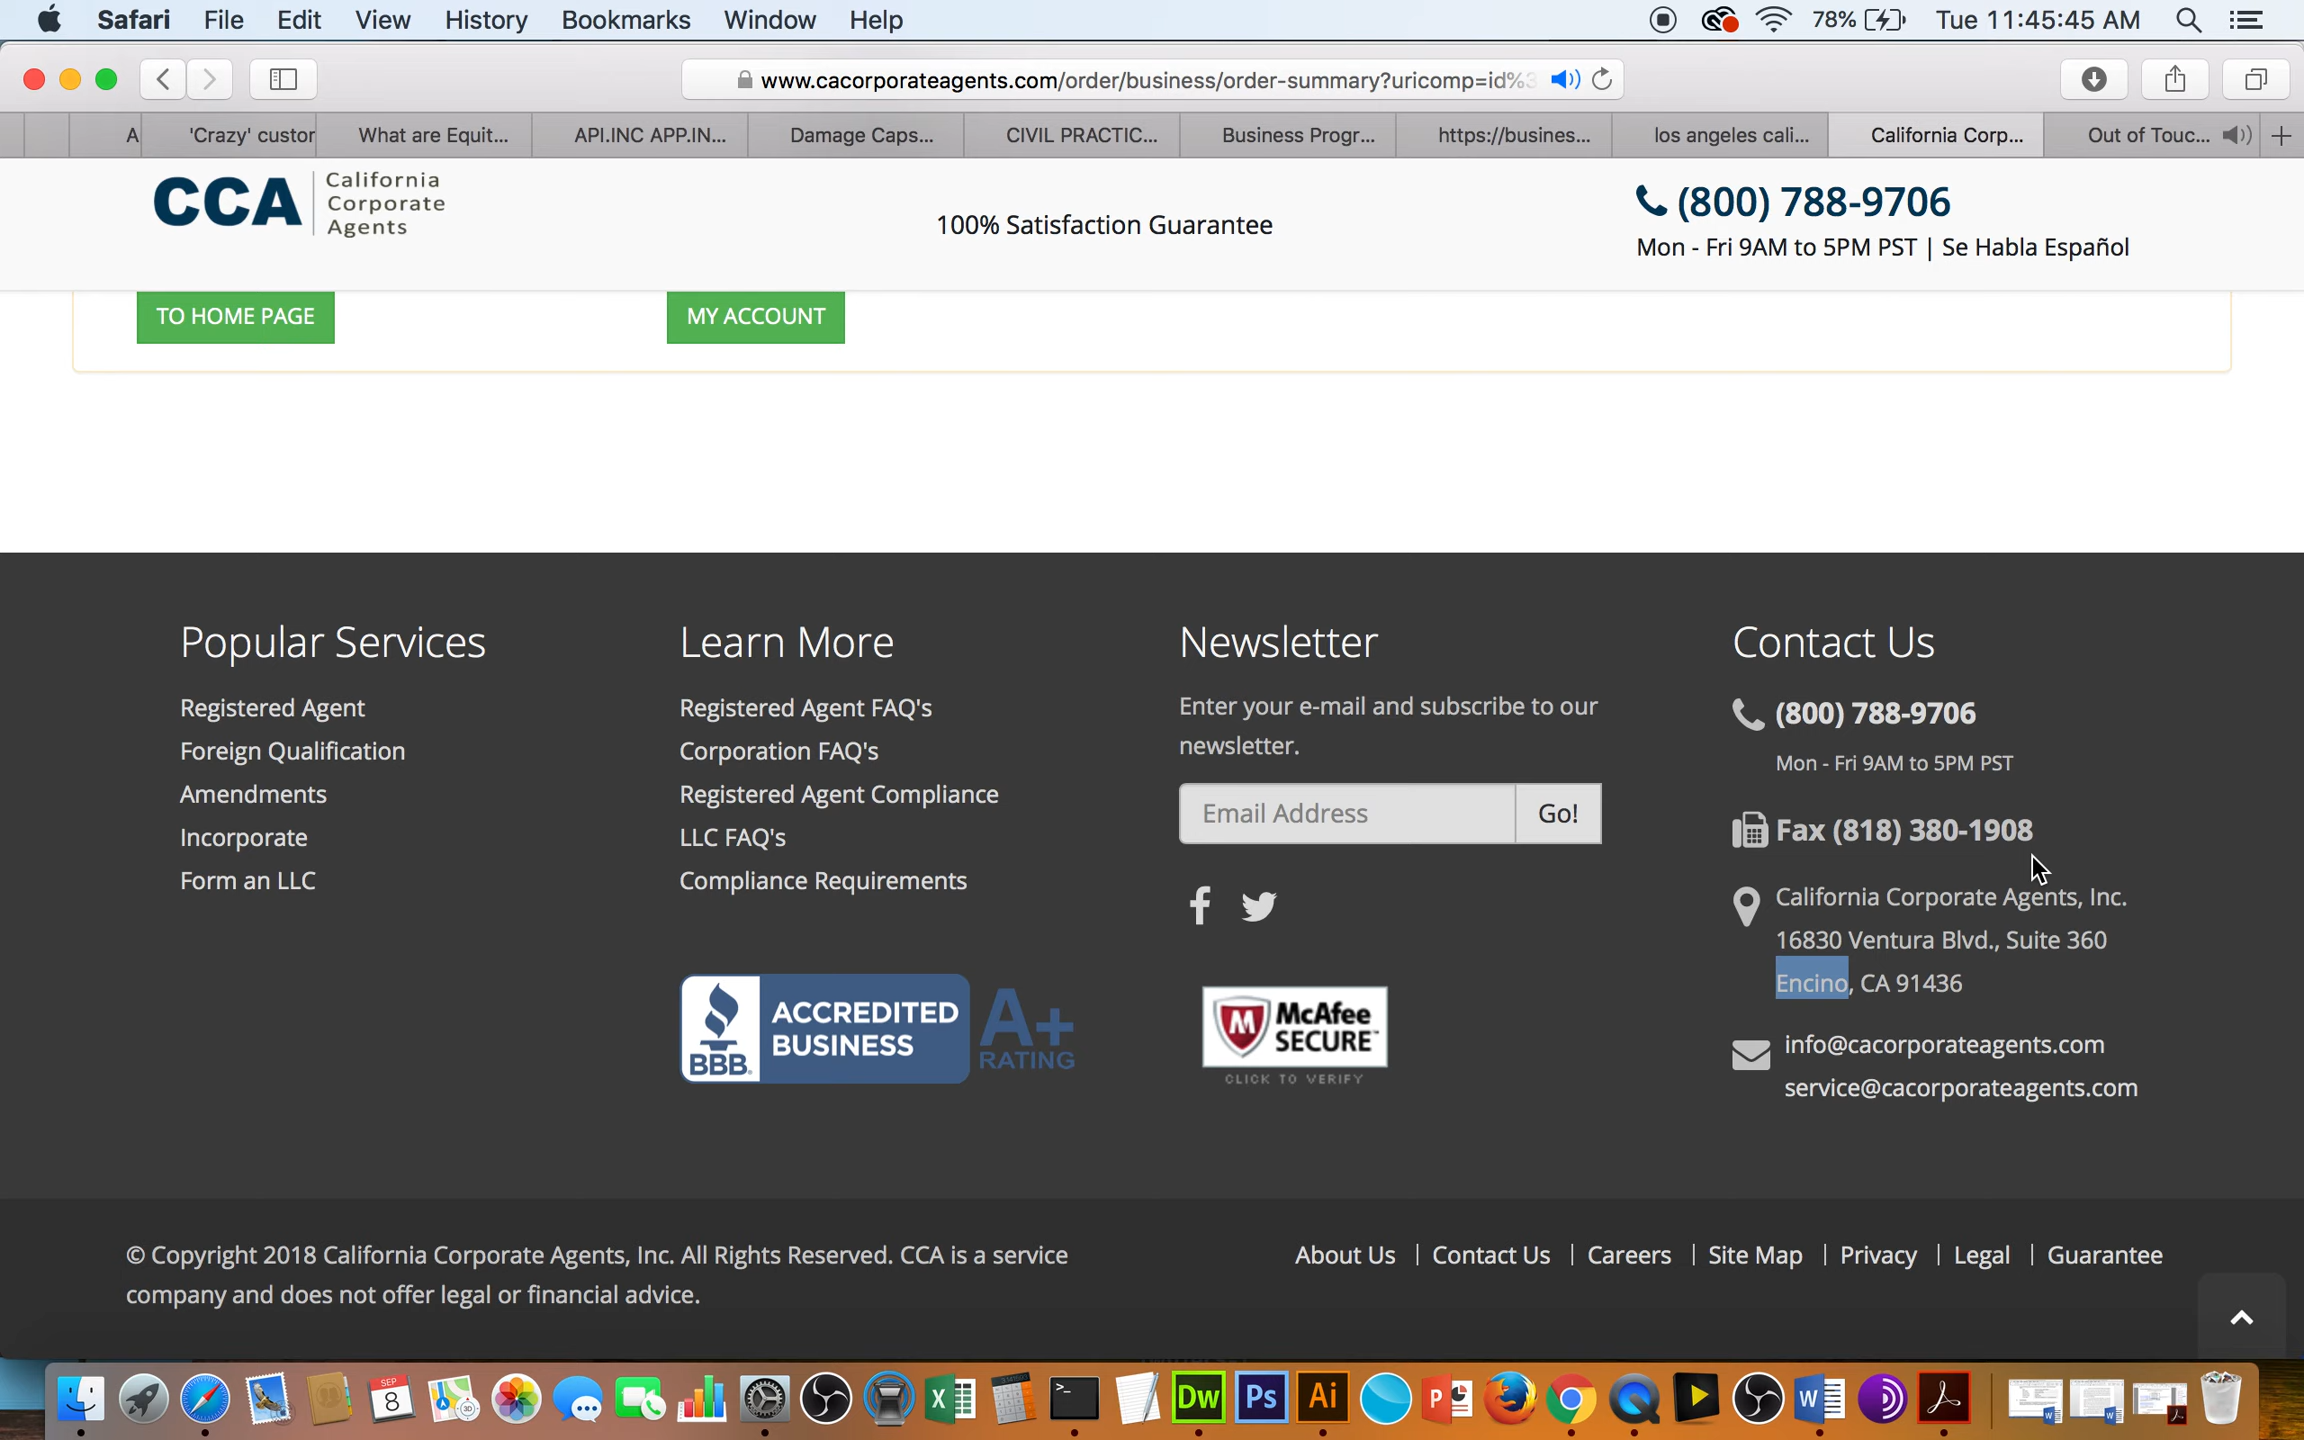 Safari File Edit View History Bookmarks Window Help 78% Tue 11:45:45 AM
www.cacorporateagents.com/order/business/order-summary?uricomp=id%3
A 'Crazy' custor What are Equit... API.INC APP.IN... Damage Caps... CIVIL PRACTIC... Business Progr... https://busines... los angeles cali... California Corp... Out of Touc...
CCA California
Corporate
Agents
100% Satisfaction Guarantee
(800) 788-9706
Mon - Fri 9AM to 5PM PST | Se Habla Español
TO HOME PAGE MY ACCOUNT
Popular Services
Registered Agent
Foreign Qualification
Amendments
Incorporate
Form an LLC
Learn More
Registered Agent FAQ's
Corporation FAQ's
Registered Agent Compliance
LLC FAQ's
Compliance Requirements
BBB. ACCREDITED
BUSINESS
A+
RATING
Newsletter
Enter your e-mail and subscribe to our
newsletter.
Email Address Go!
McAfee
SECURE™
CLICK TO VERIFY
Contact Us
(800) 788-9706
Mon - Fri 9AM to 5PM PST
Fax (818) 380-1908
California Corporate Agents, Inc.
16830 Ventura Blvd., Suite 360
Encino, CA 91436
info@cacorporateagents.com
service@cacorporateagents.com
© Copyright 2018 California Corporate Agents, Inc. All Rights Reserved. CCA is a service
company and does not offer legal or financial advice.
About Us | Contact Us | Careers | Site Map | Privacy | Legal | Guarantee
SEP
8
3D
Dw Ps Ai